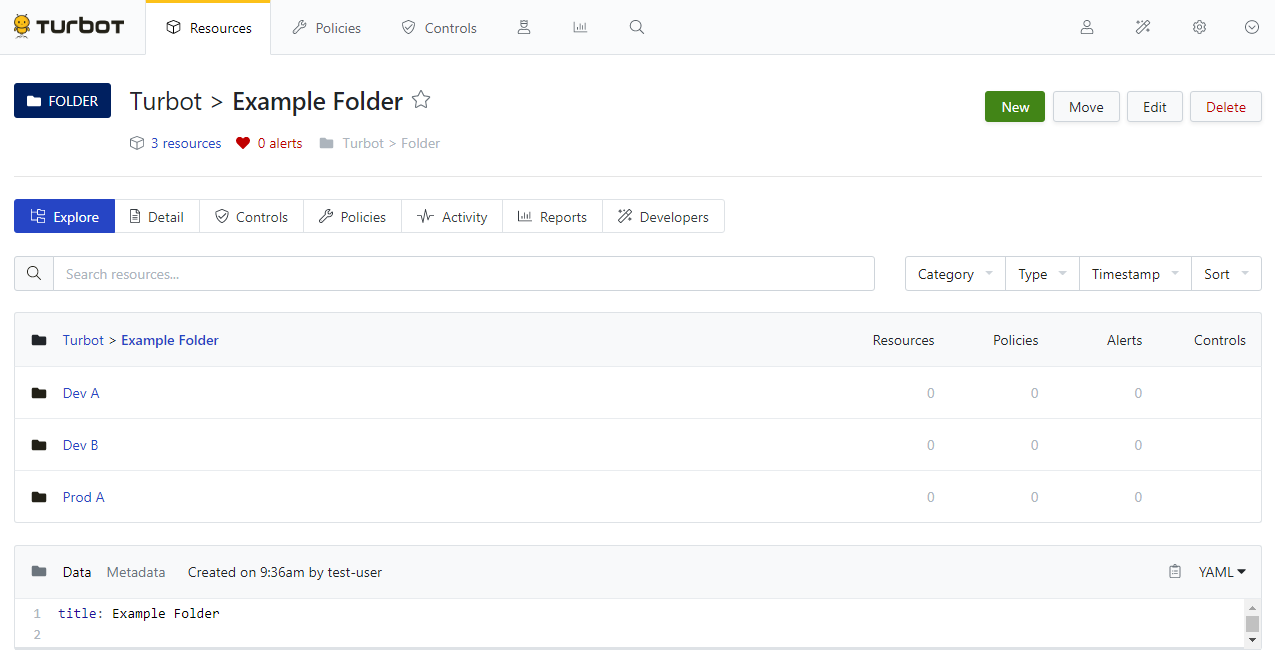 TURBOT Resources Policies Controls
FOLDER Turbot > Example Folder New Move Edit Delete
3 resources 0 alerts Turbot > Folder
Explore Detail Controls Policies Activity Reports Developers
Search resources... Category Type Timestamp Sort
Turbot > Example Folder Resources Policies Alerts Controls
Dev A 0 0 0
Dev B 0 0 0
Prod A 0 0 0
Data Metadata Created on 9:36am by test-user YAML
1 title: Example Folder
2